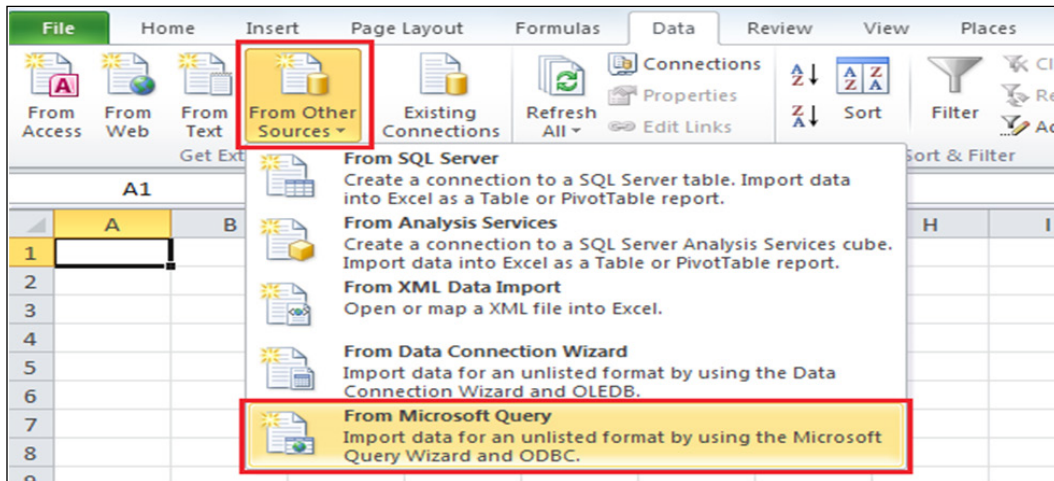 File Home Insert Page Layout Formulas Data Review View Places
From Access
From Web
From Text
From Other Sources
Existing Connections
Refresh All
Connections
Properties
Edit Links
A
Z
Z
A
A Z
Z A
Sort
Filter
Get Ext
Sort & Filter
A1
A B H I
1
2
3
4
5
6
7
8
9
From SQL Server
Create a connection to a SQL Server table. Import data
into Excel as a Table or PivotTable report.
From Analysis Services
Create a connection to a SQL Server Analysis Services cube.
Import data into Excel as a Table or PivotTable report.
From XML Data Import
Open or map a XML file into Excel.
From Data Connection Wizard
Import data for an unlisted format by using the Data
Connection Wizard and OLEDB.
From Microsoft Query
Import data for an unlisted format by using the Microsoft
Query Wizard and ODBC.